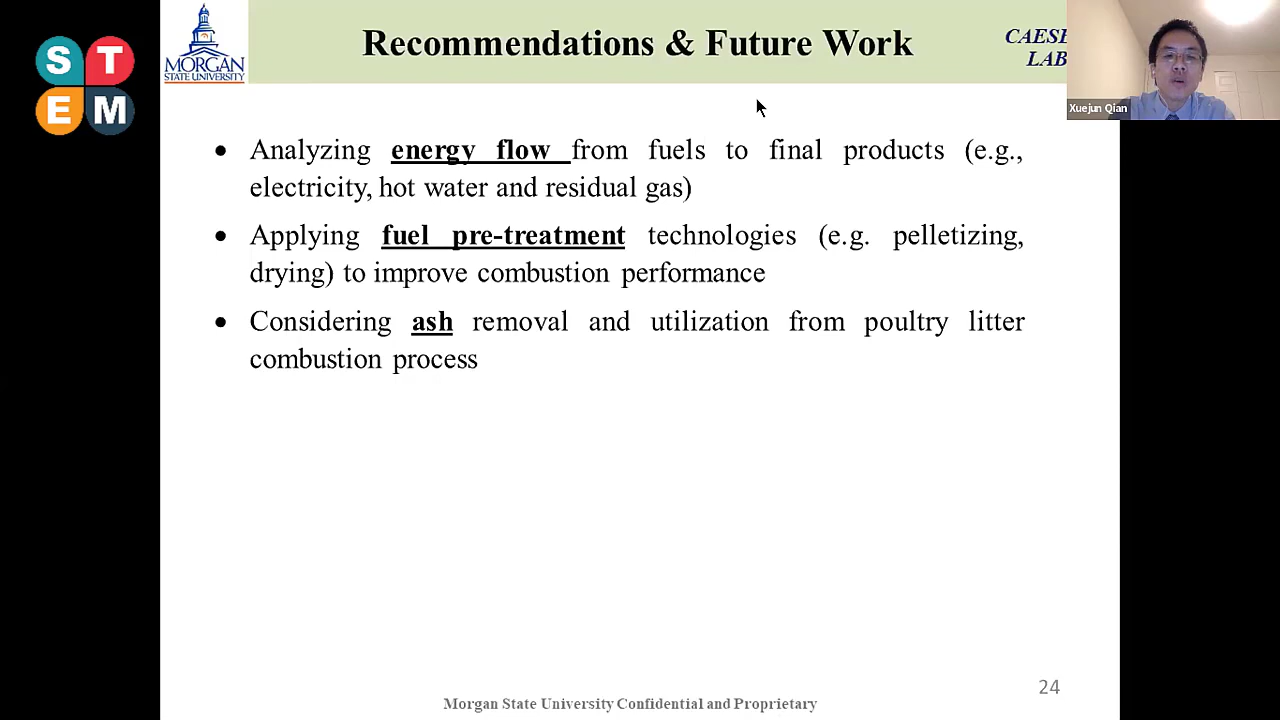 S T
E M
MORGAN
STATE UNIVERSITY
Recommendations & Future Work
CAESE
LAB
Xuejun Qian
• Analyzing energy flow from fuels to final products (e.g.,
electricity, hot water and residual gas)
• Applying fuel pre-treatment technologies (e.g. pelletizing,
drying) to improve combustion performance
• Considering ash removal and utilization from poultry litter
combustion process
24
Morgan State University Confidential and Proprietary